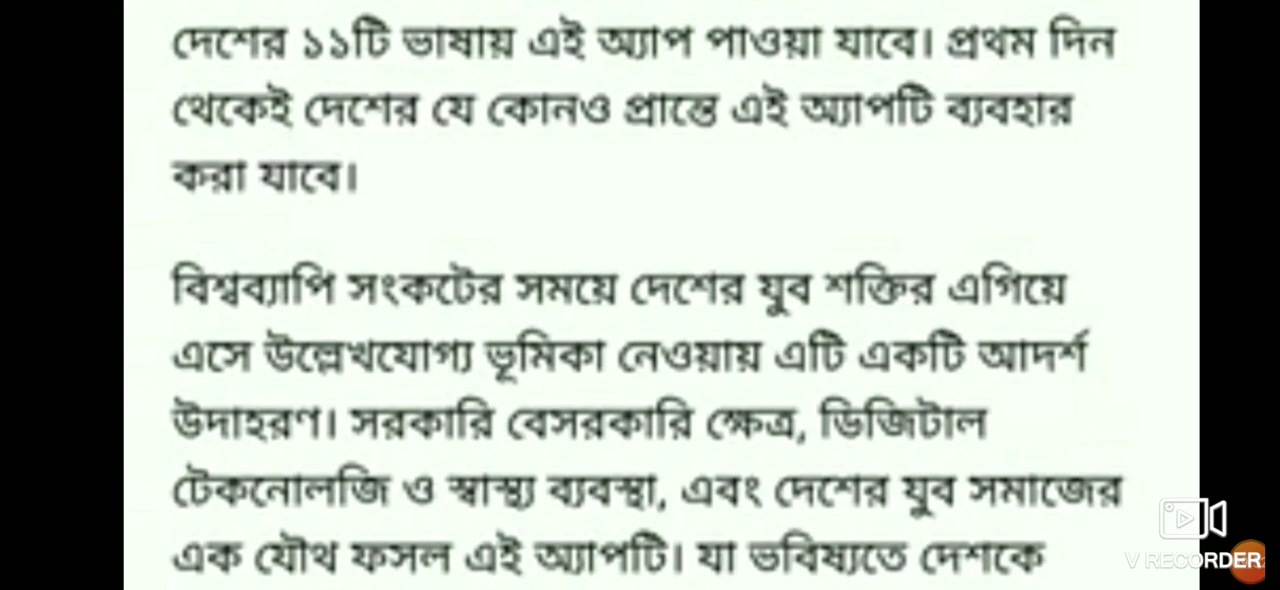 দেশের ১১টি ভাষায় এই অ্যাপ পাওয়া যাবে। প্রথম দিন
থেকেই দেশের যে কোনও প্রান্তে এই অ্যাপটি ব্যবহার
করা যাবে।
বিশ্বব্যাপি সংকটের সময়ে দেশের যুব শক্তির এগিয়ে
এসে উল্লেখযোগ্য ভূমিকা নেওয়ায় এটি একটি আদর্শ
উদাহরণ। সরকারি বেসরকারি ক্ষেত্র, ডিজিটাল
টেকনোলজি ও স্বাস্থ্য ব্যবস্থা, এবং দেশের যুব সমাজের
এক যৌথ ফসল এই অ্যাপটি। যা ভবিষ্যতে দেশকে
V RECORDER